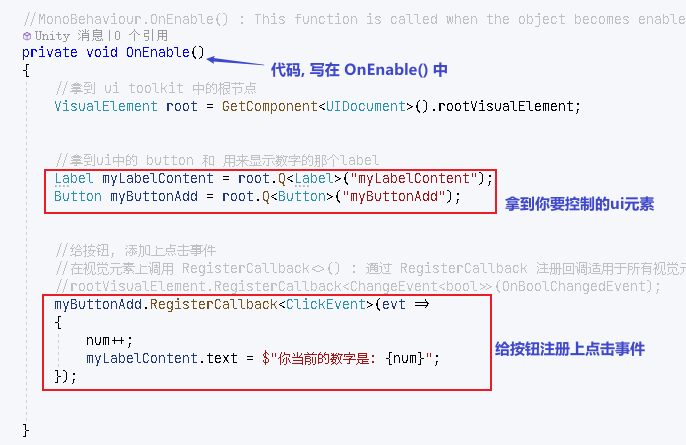 //MonoBehaviour.OnEnable() : This function is called when the object becomes enable
Unity 消息|0 个引用
private void OnEnable()
代码, 写在 OnEnable() 中
{
//拿到 ui toolkit 中的根节点
VisualElement root = GetComponent<UIDocument>().rootVisualElement;
//拿到ui中的 button 和 用来显示数字的那个label
Label myLabelContent = root.Q<Label>("myLabelContent");
Button myButtonAdd = root.Q<Button>("myButtonAdd");
拿到你要控制的ui元素
//给按钮, 添加上点击事件
//在视觉元素上调用 RegisterCallback<>() : 通过 RegisterCallback 注册回调适用于所有视觉元
//rootVisualElement.RegisterCallback<ChangeEvent<bool>>(OnBoolChangedEvent);
myButtonAdd.RegisterCallback<ClickEvent>(evt =>
{
num++;
myLabelContent.text = $"你当前的数字是: {num}";
});
给按钮注册上点击事件
}